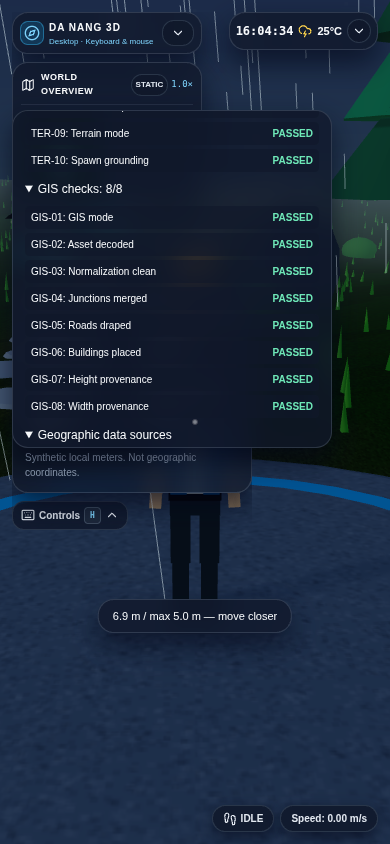 DA NANG 3D
Desktop · Keyboard & mouse
16:04:34 25°C
WORLD OVERVIEW
STATIC 1.0×
TER-09: Terrain mode PASSED
TER-10: Spawn grounding PASSED
▼ GIS checks: 8/8
GIS-01: GIS mode PASSED
GIS-02: Asset decoded PASSED
GIS-03: Normalization clean PASSED
GIS-04: Junctions merged PASSED
GIS-05: Roads draped PASSED
GIS-06: Buildings placed PASSED
GIS-07: Height provenance PASSED
GIS-08: Width provenance PASSED
▼ Geographic data sources
Synthetic local meters. Not geographic
coordinates.
Controls H
6.9 m / max 5.0 m — move closer
IDLE
Speed: 0.00 m/s